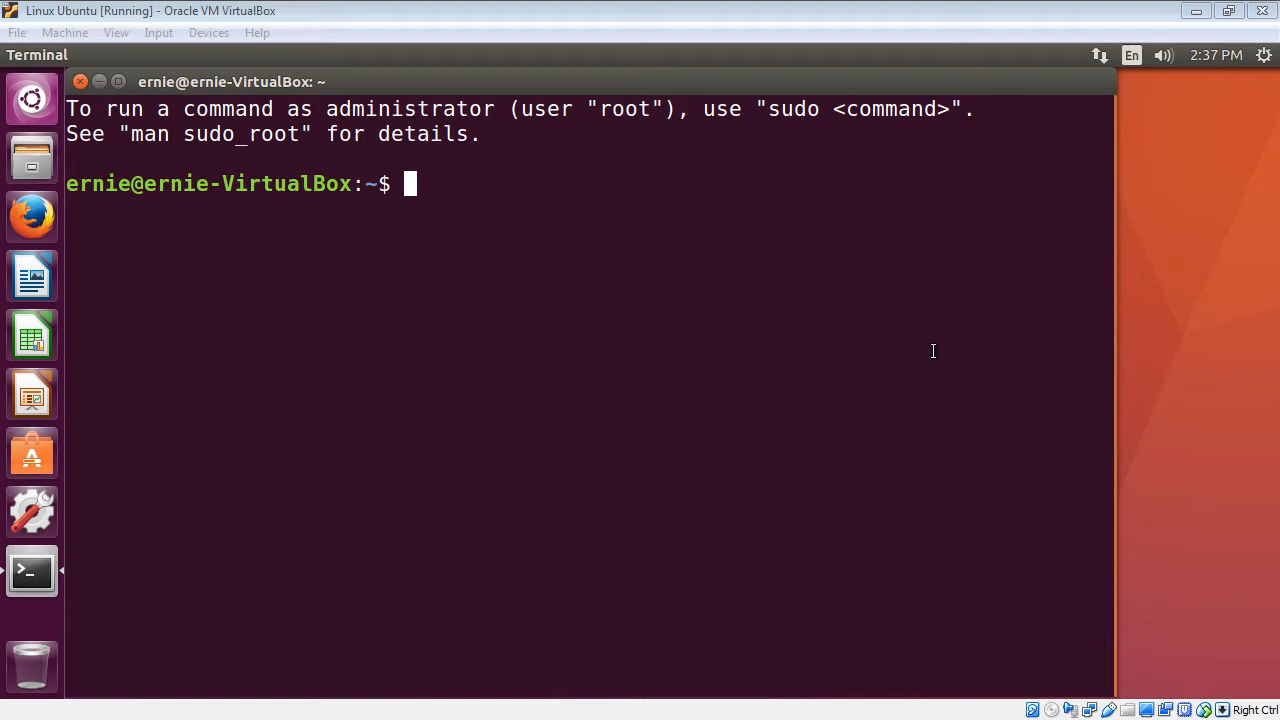 Linux Ubuntu [Running] - Oracle VM VirtualBox
File Machine View Input Devices Help
Terminal En 2:37 PM
ernie@ernie-VirtualBox: ~
To run a command as administrator (user "root"), use "sudo <command>".
See "man sudo_root" for details.
ernie@ernie-VirtualBox:~$
Right Ctrl